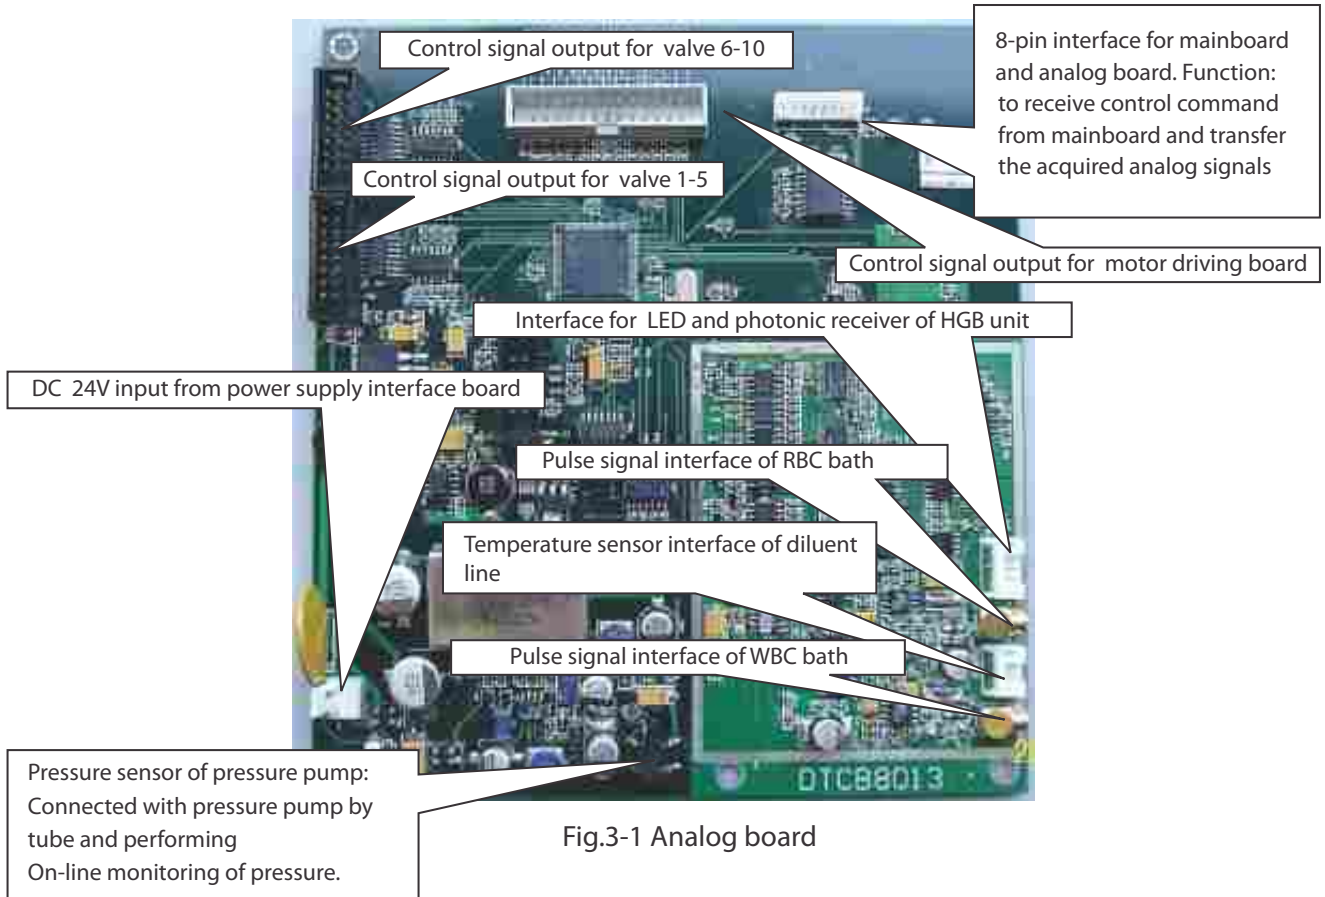 Control signal output for valve 6-10
8-pin interface for mainboard
and analog board. Function:
to receive control command
from mainboard and transfer
the acquired analog signals
Control signal output for valve 1-5
Control signal output for motor driving board
Interface for LED and photonic receiver of HGB unit
DC 24V input from power supply interface board
Pulse signal interface of RBC bath
Temperature sensor interface of diluent
line
Pulse signal interface of WBC bath
Pressure sensor of pressure pump:
Connected with pressure pump by
tube and performing
On-line monitoring of pressure.
DTC88D13
Fig.3-1 Analog board